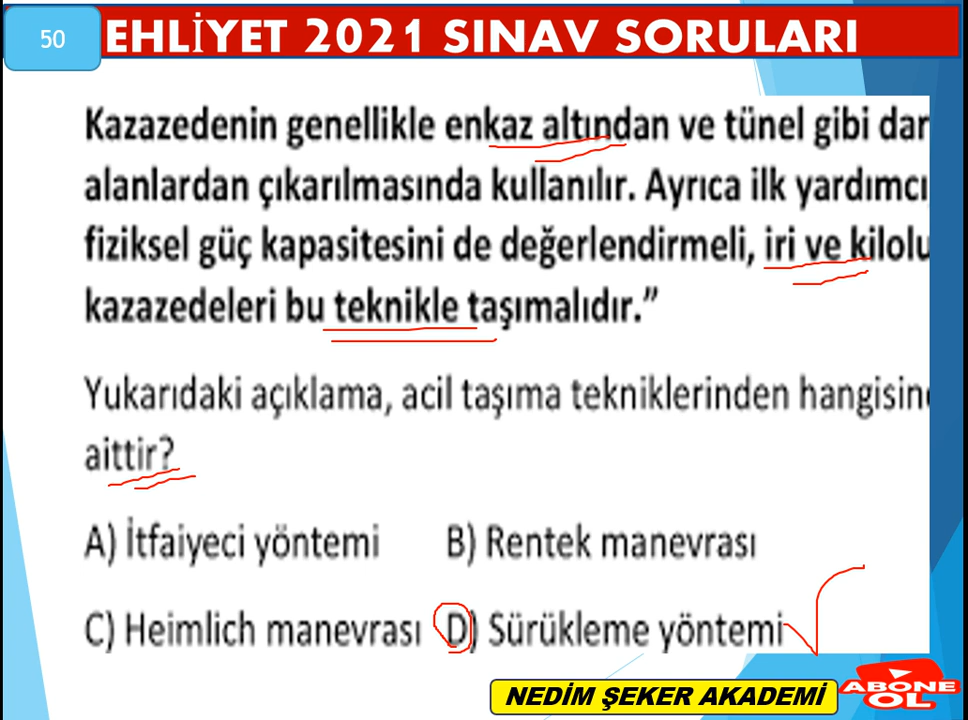 50
EHLİYET 2021 SINAV SORULARI
Kazazedenin genellikle enkaz altından ve tünel gibi dar
alanlardan çıkarılmasında kullanılır. Ayrıca ilk yardımcı
fiziksel güç kapasitesini de değerlendirmeli, iri ve kilolu
kazazedeleri bu teknikle taşımalıdır.”
Yukarıdaki açıklama, acil taşıma tekniklerinden hangisine
aittir?
A) İtfaiyeci yöntemi B) Rentek manevrası
C) Heimlich manevrası D) Sürükleme yöntemi
NEDİM ŞEKER AKADEMİ
ABONE
OL